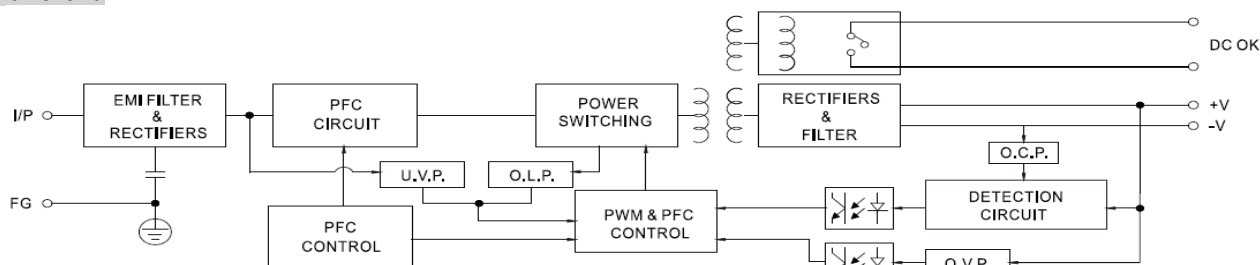 DC OK
I/P
EMI FILTER
&
RECTIFIERS
PFC
CIRCUIT
POWER
SWITCHING
RECTIFIERS
&
FILTER
+V
-V
O.C.P.
U.V.P.
O.L.P.
DETECTION
CIRCUIT
FG
PFC
CONTROL
PWM & PFC
CONTROL
O.V.P.